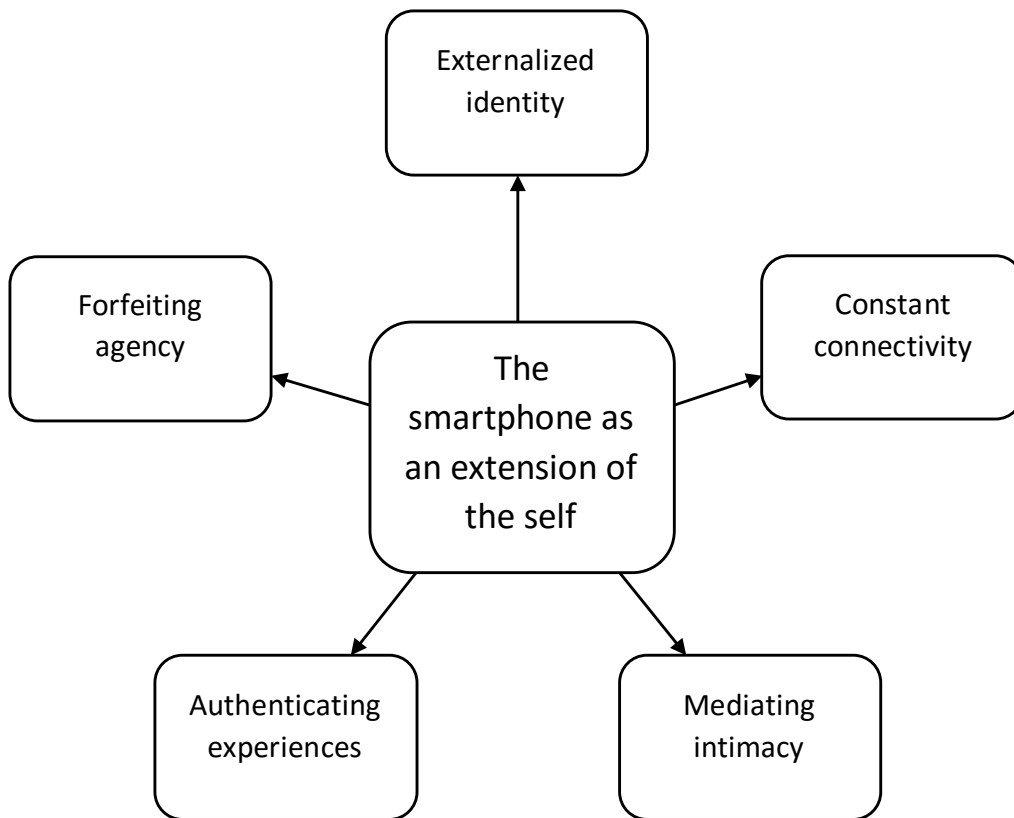 Externalized
identity
Forfeiting
agency
Constant
connectivity
The
smartphone as
an extension of
the self
Authenticating
experiences
Mediating
intimacy